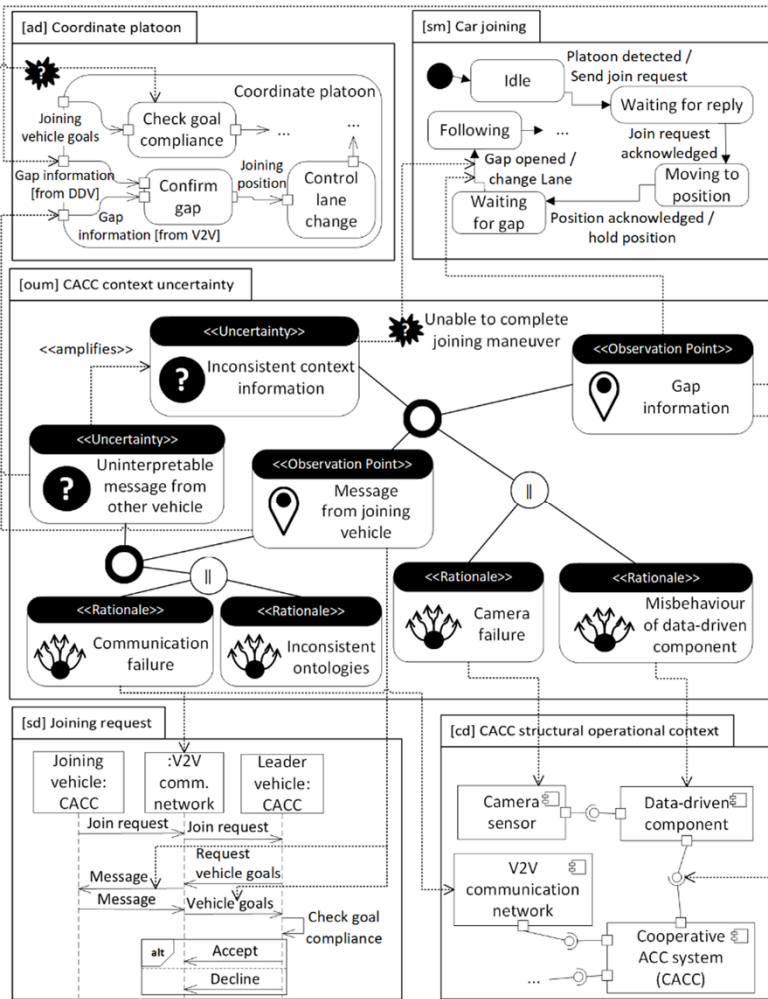 [ad] Coordinate platoon
?
Coordinate platoon
Check goal
compliance
...
...
Joining
vehicle goals
Gap information
[from DDV]
Joining
position
Confirm
gap
Control
lane
change
Gap
information [from V2V]
[sm] Car joining
Platoon detected /
Send join request
Idle
Waiting for reply
Following
...
Join request
acknowledged
Gap opened /
change Lane
Moving to
position
Waiting
for gap
Position acknowledged /
hold position
[oum] CACC context uncertainty
<<amplifies>>
<<Uncertainty>>
?
Inconsistent context
information
?
Unable to complete
joining maneuver
<<Observation Point>>
Gap
information
<<Uncertainty>>
?
Uninterpretable
message from
other vehicle
<<Observation Point>>
Message
from joining
vehicle
||
||
<<Rationale>>
Communication
failure
<<Rationale>>
Inconsistent
ontologies
<<Rationale>>
Camera
failure
<<Rationale>>
Misbehaviour
of data-driven
component
[sd] Joining request
Joining
vehicle:
CACC
:V2V
comm.
network
Leader
vehicle:
CACC
Join request
Join request
Request
vehicle goals
Message
Message
Vehicle goals
Check goal
compliance
alt
Accept
Decline
[cd] CACC structural operational context
Camera
sensor
Data-driven
component
V2V
communication
network
Cooperative
ACC system
(CACC)
...